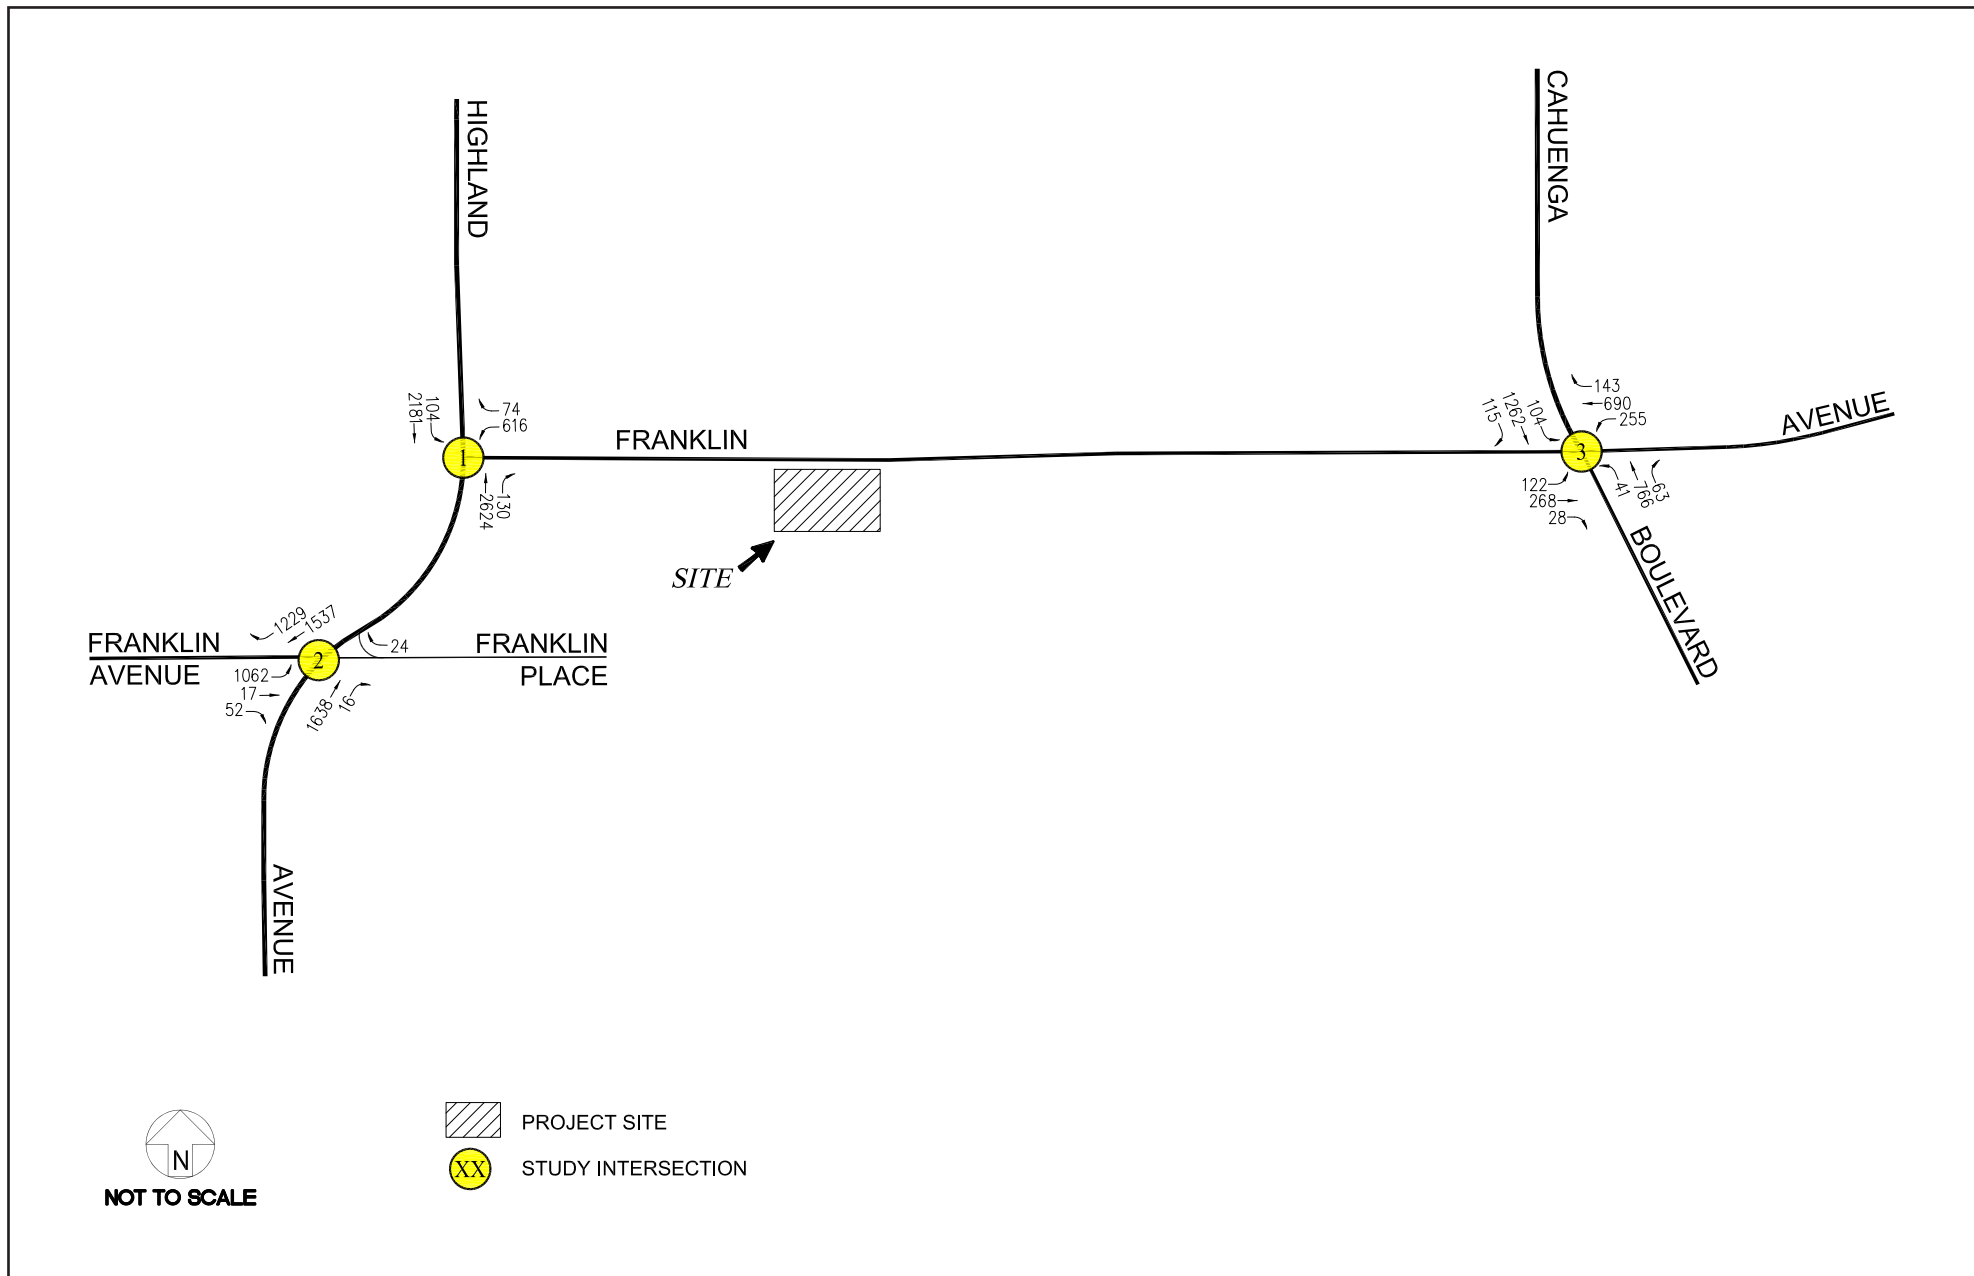 HIGHLAND
CAHUENGA
104
2181
74
616
FRANKLIN
1
130
2624
SITE
104
1262
115
143
690
255
AVENUE
3
122
268
28
41
766
63
BOULEVARD
1229
1537
FRANKLIN
AVENUE
2
24
FRANKLIN
PLACE
1062
17
52
1638
16
AVENUE
N
NOT TO SCALE
PROJECT SITE
XX
STUDY INTERSECTION